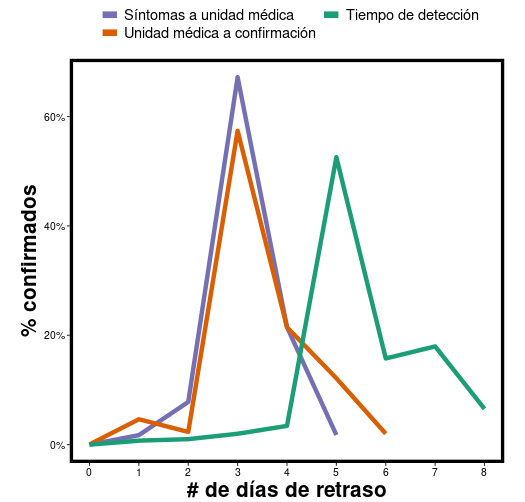 Síntomas a unidad médica
Tiempo de detección
Unidad médica a confirmación
60%
40%
20%
0%
% confirmados
0 1 2 3 4 5 6 7 8
# de días de retraso